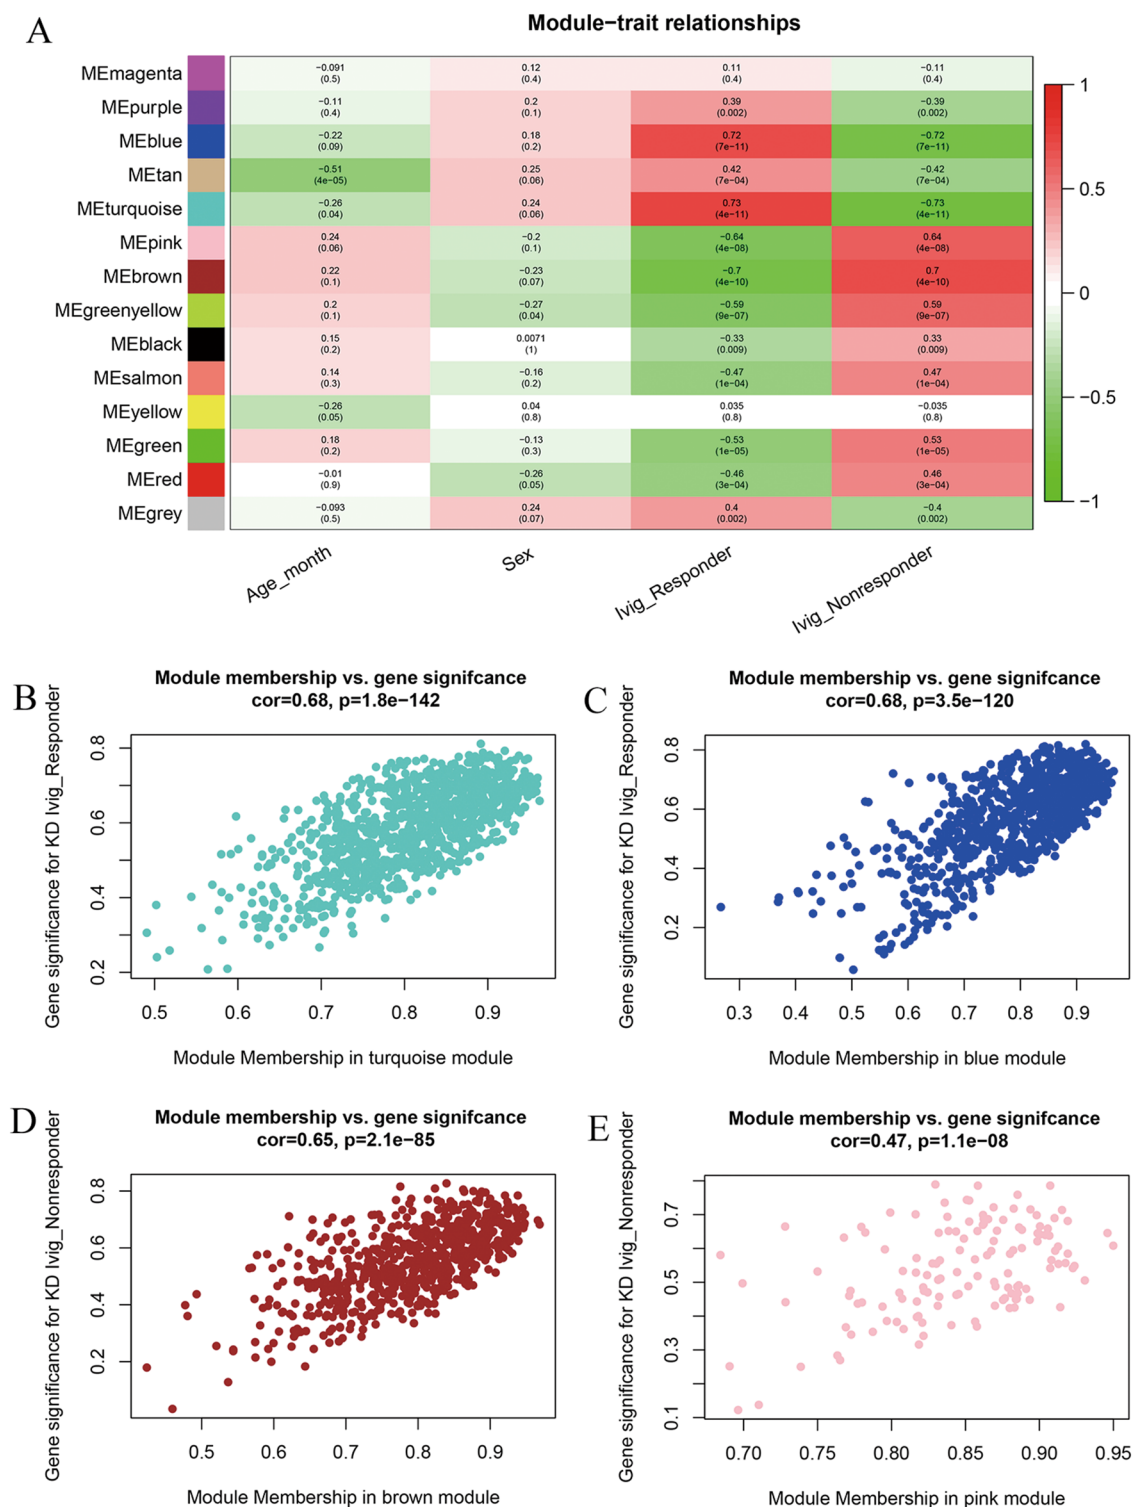 A
Module−trait relationships
MEmagenta −0.091 0.12 0.11 −0.11
(0.5) (0.4) (0.4) (0.4)
MEpurple −0.11 0.2 0.39 −0.39
(0.4) (0.1) (0.002) (0.002)
MEblue −0.22 0.18 0.72 −0.72
(0.09) (0.2) (7e−11) (7e−11)
MEtan −0.51 0.25 0.42 −0.42
(4e−05) (0.06) (7e−04) (7e−04)
MEturquoise −0.26 0.24 0.73 −0.73
(0.04) (0.06) (4e−11) (4e−11)
MEpink 0.24 −0.2 −0.64 0.64
(0.06) (0.1) (4e−08) (4e−08)
MEbrown 0.22 −0.23 −0.7 0.7
(0.1) (0.07) (4e−10) (4e−10)
MEgreenyellow 0.2 −0.27 −0.59 0.59
(0.1) (0.04) (9e−07) (9e−07)
MEblack 0.15 0.0071 −0.33 0.33
(0.2) (1) (0.009) (0.009)
MEsalmon 0.14 −0.16 −0.47 0.47
(0.3) (0.2) (1e−04) (1e−04)
MEyellow −0.26 0.04 0.035 −0.035
(0.05) (0.8) (0.8) (0.8)
MEgreen 0.18 −0.13 −0.53 0.53
(0.2) (0.3) (1e−05) (1e−05)
MEred −0.01 −0.26 −0.46 0.46
(0.9) (0.05) (3e−04) (3e−04)
MEgrey −0.093 0.24 0.4 −0.4
(0.5) (0.07) (0.002) (0.002)
1
0.5
0
−0.5
−1
Age_month
Sex
Ivig_Responder
Ivig_Nonresponder
B
Module membership vs. gene signifcance
cor=0.68, p=1.8e−142
Gene significance for KD Ivig_Responder
0.8
0.6
0.4
0.2
0.5 0.6 0.7 0.8 0.9
Module Membership in turquoise module
C
Module membership vs. gene signifcance
cor=0.68, p=3.5e−120
Gene significance for KD Ivig_Responder
0.8
0.6
0.4
0.2
0.3 0.4 0.5 0.6 0.7 0.8 0.9
Module Membership in blue module
D
Module membership vs. gene signifcance
cor=0.65, p=2.1e−85
Gene significance for KD Ivig_Nonresponder
0.8
0.6
0.4
0.2
0.5 0.6 0.7 0.8 0.9
Module Membership in brown module
E
Module membership vs. gene signifcance
cor=0.47, p=1.1e−08
Gene significance for KD Ivig_Nonresponder
0.7
0.5
0.3
0.1
0.70 0.75 0.80 0.85 0.90 0.95
Module Membership in pink module